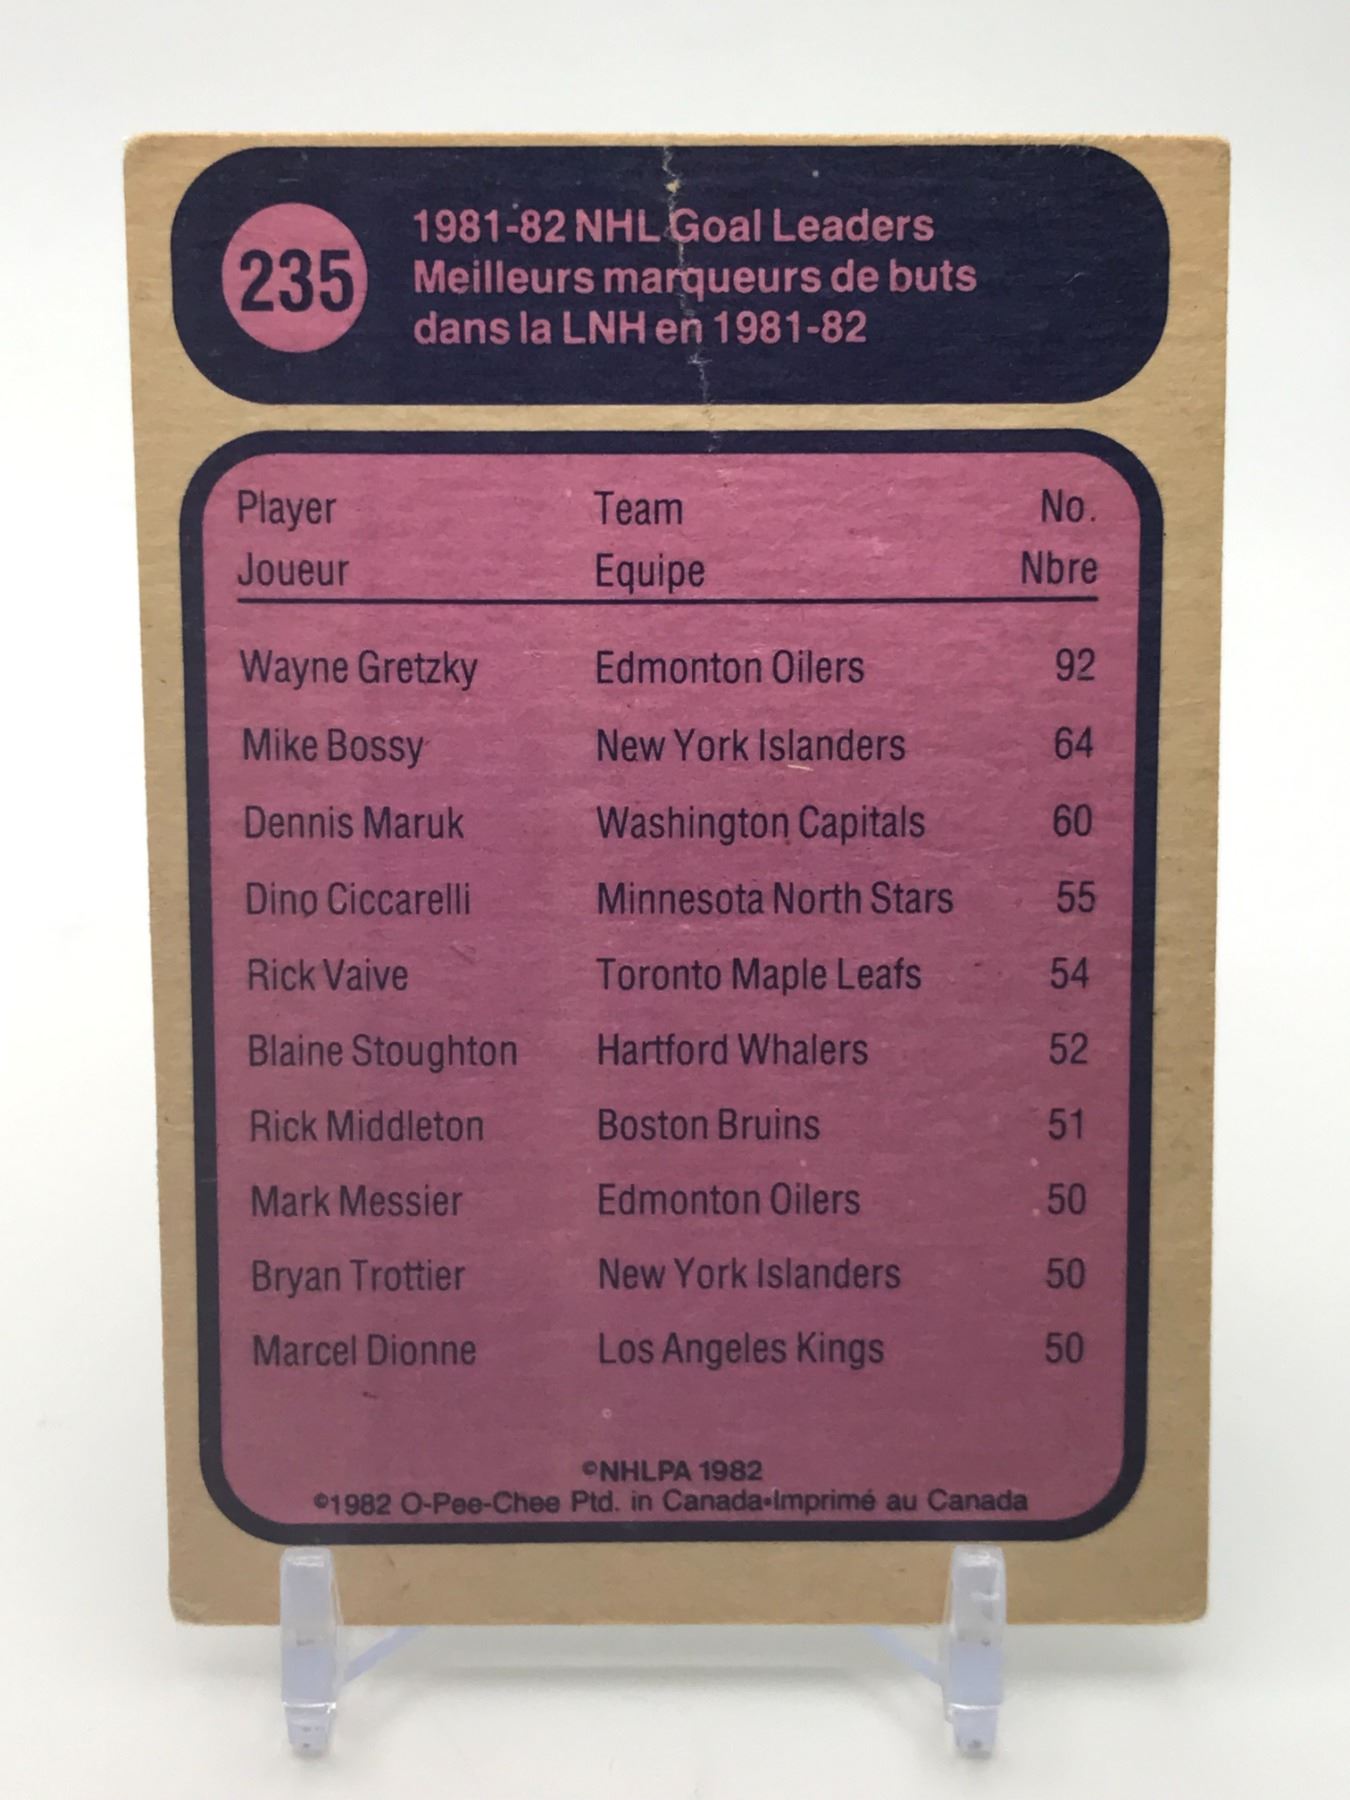 235
1981-82 NHL Goal Leaders
Meilleurs marqueurs de buts
dans la LNH en 1981-82
Player Team No.
Joueur Equipe Nbre
Wayne Gretzky Edmonton Oilers 92
Mike Bossy New York Islanders 64
Dennis Maruk Washington Capitals 60
Dino Ciccarelli Minnesota North Stars 55
Rick Vaive Toronto Maple Leafs 54
Blaine Stoughton Hartford Whalers 52
Rick Middleton Boston Bruins 51
Mark Messier Edmonton Oilers 50
Bryan Trottier New York Islanders 50
Marcel Dionne Los Angeles Kings 50
©NHLPA 1982
©1982 O-Pee-Chee Ptd. in Canada•Imprimé au Canada